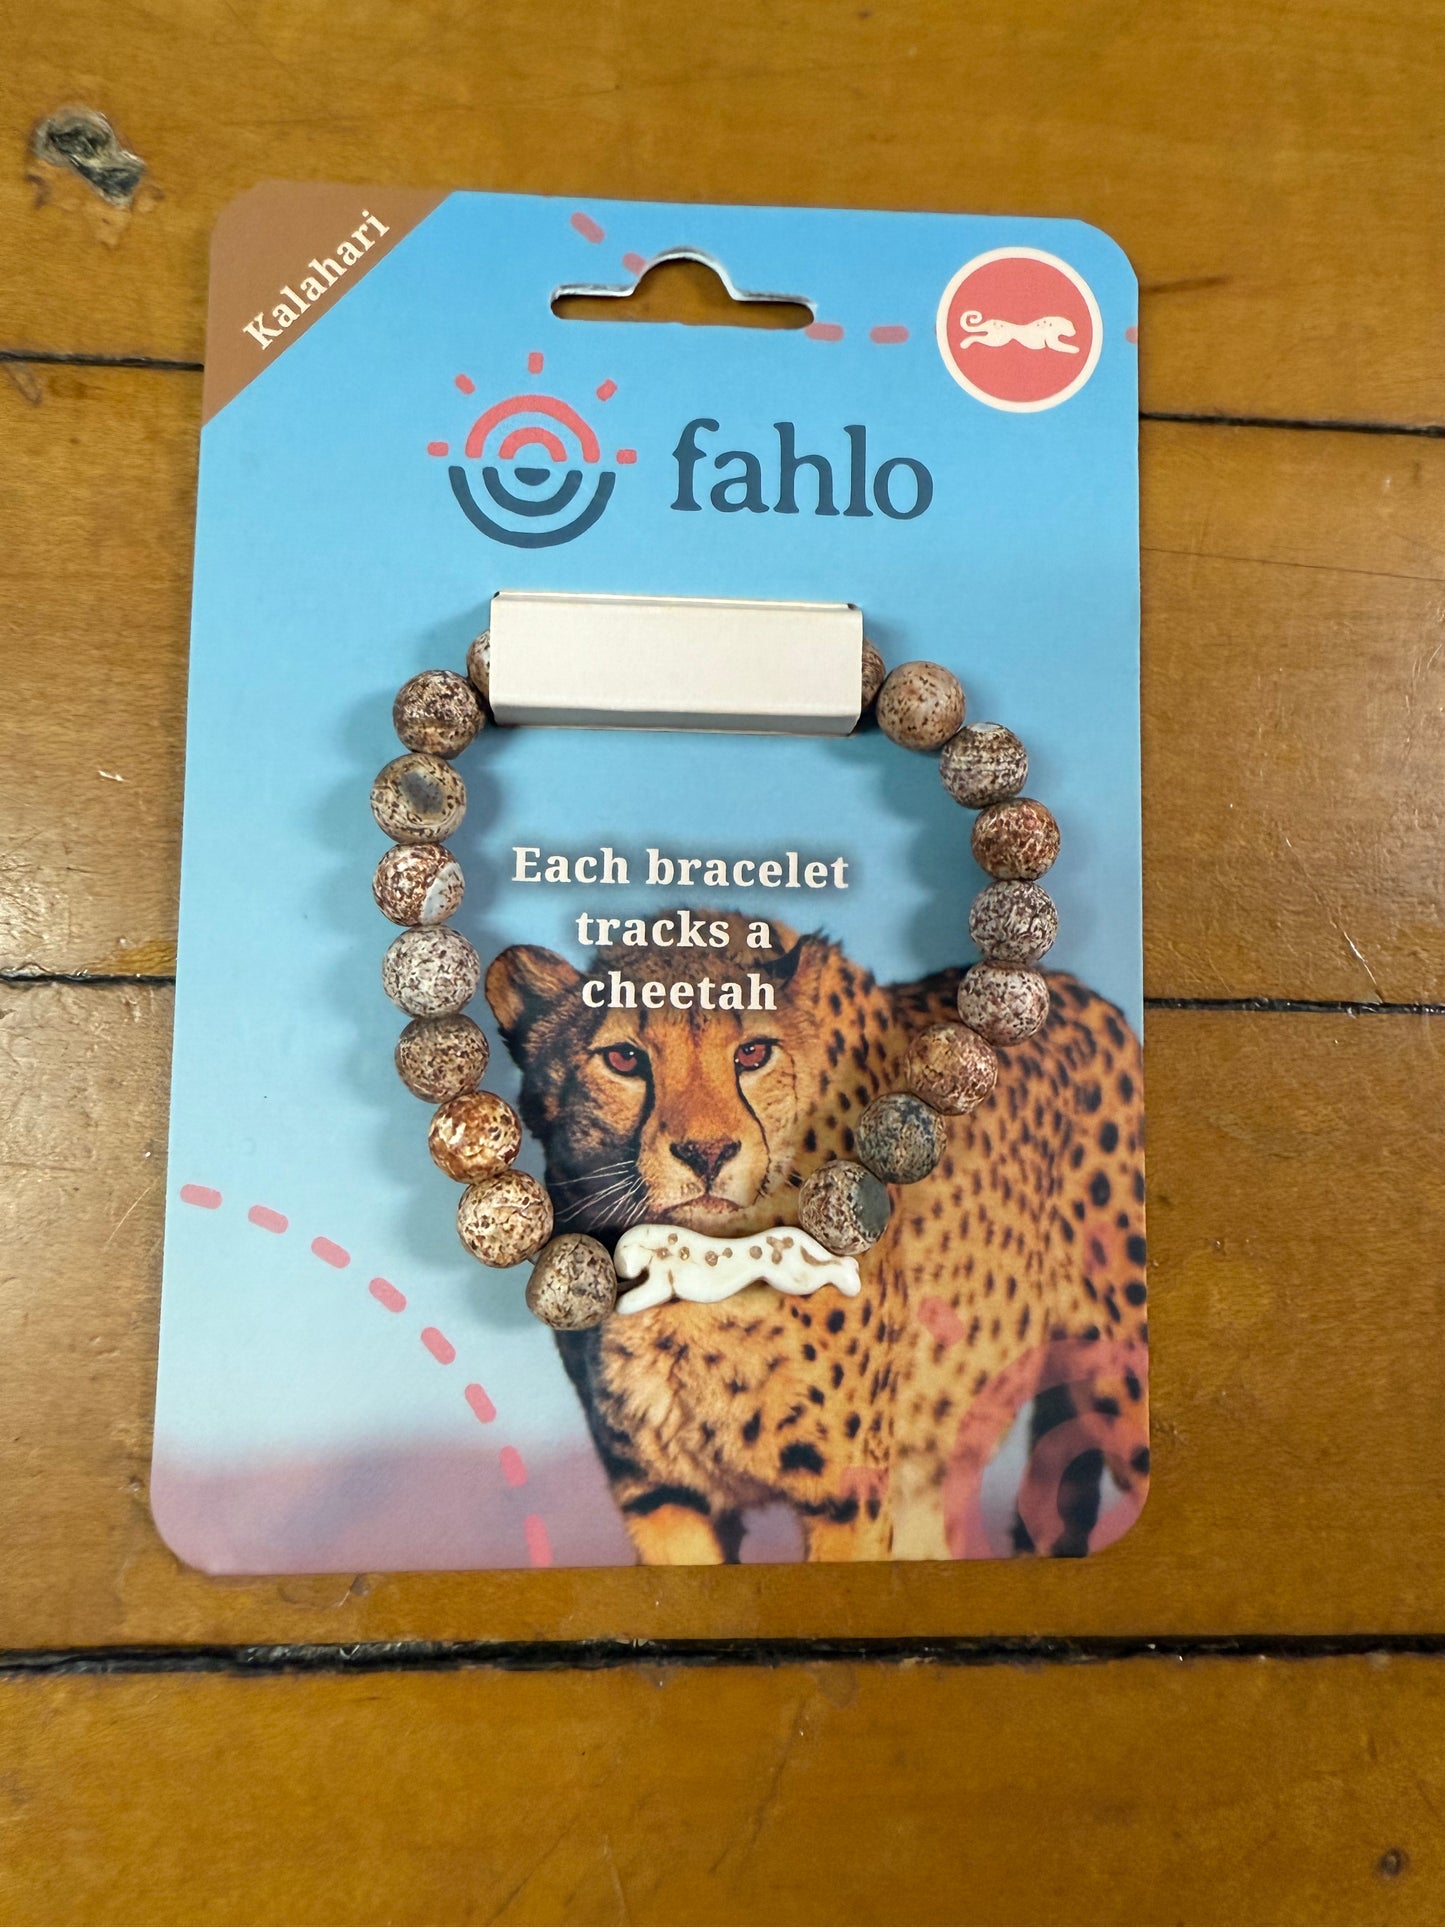 Kalahari
fahlo
Each bracelet
tracks a
cheetah